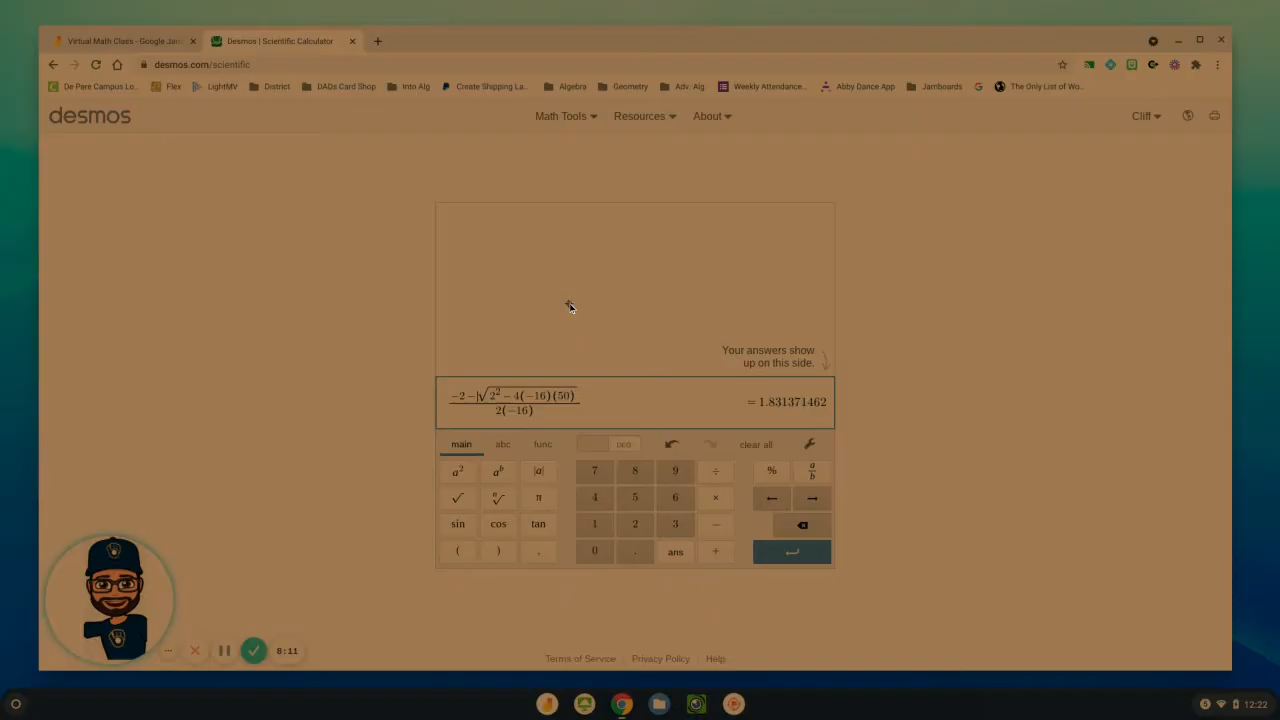 Virtual Math Class - Google Jam
Desmos | Scientific Calculator
desmos.com/scientific
De Pere Campus Lo...
Flex
LightMV
District
DADs Card Shop
Into Alg
Create Shipping La...
Algebra
Geometry
Adv. Alg.
Weekly Attendance...
Abby Dance App
Jamboards
The Only List of Wo...
desmos
Math Tools
Resources
About
Cliff
Your answers show
up on this side.
−2−√2²−4(−16)(50)
2(−16)
= 1.831371462
main abc func DEG clear all
a² aᵇ |a| 7 8 9 ÷ % a/b
√ ⁿ√ π 4 5 6 × ← →
sin cos tan 1 2 3 −
( ) , 0 . ans +
8:11
Terms of Service | Privacy Policy | Help
12:22